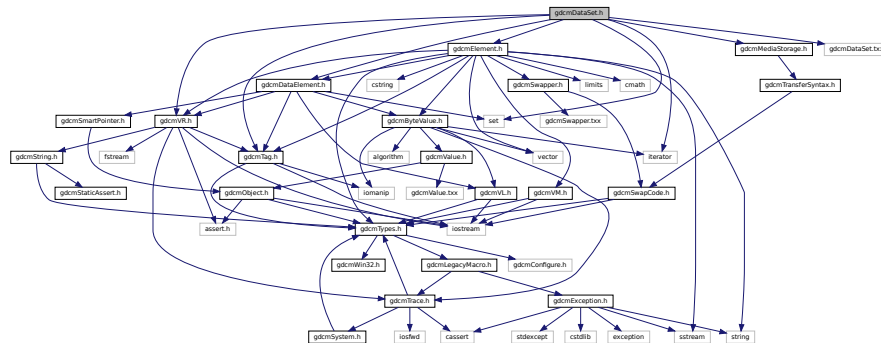 gdcmDataSet.h
gdcmElement.h
gdcmMediaStorage.h
gdcmDataSet.tx
gdcmDataElement.h
cstring
gdcmSwapper.h
limits
cmath
gdcmTransferSyntax.h
gdcmSmartPointer.h
gdcmVR.h
gdcmByteValue.h
set
gdcmSwapper.txx
gdcmString.h
fstream
gdcmTag.h
algorithm
gdcmValue.h
vector
iterator
gdcmStaticAssert.h
gdcmObject.h
iomanip
gdcmValue.txx
gdcmVL.h
gdcmVM.h
gdcmSwapCode.h
assert.h
gdcmTypes.h
iostream
gdcmWin32.h
gdcmLegacyMacro.h
gdcmConfigure.h
gdcmTrace.h
gdcmException.h
gdcmSystem.h
iosfwd
cassert
stdexcept
cstdlib
exception
sstream
string